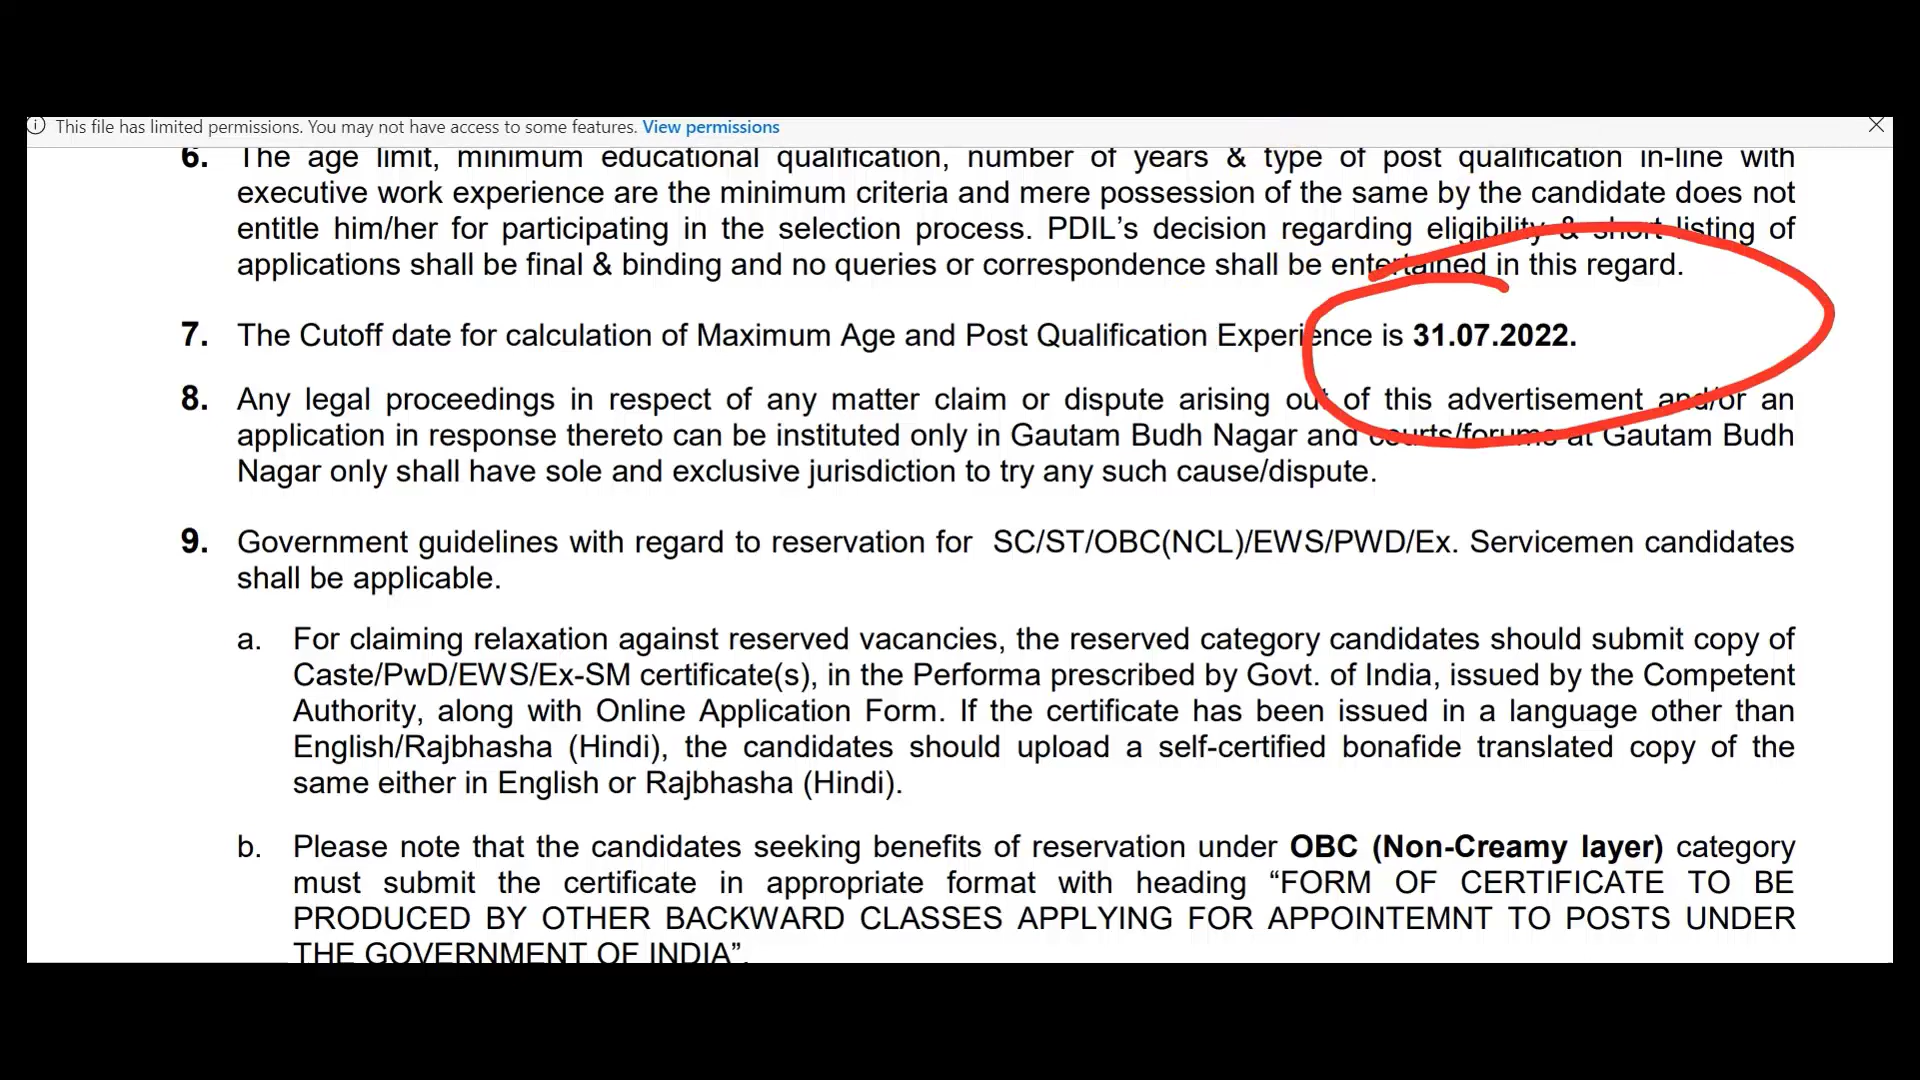 This file has limited permissions. You may not have access to some features. View permissions
6. The age limit, minimum educational qualification, number of years & type of post qualification in-line with
executive work experience are the minimum criteria and mere possession of the same by the candidate does not
entitle him/her for participating in the selection process. PDIL’s decision regarding eligibility & short listing of
applications shall be final & binding and no queries or correspondence shall be entertained in this regard.
7. The Cutoff date for calculation of Maximum Age and Post Qualification Experience is 31.07.2022.
8. Any legal proceedings in respect of any matter claim or dispute arising out of this advertisement and/or an
application in response thereto can be instituted only in Gautam Budh Nagar and courts/forums at Gautam Budh
Nagar only shall have sole and exclusive jurisdiction to try any such cause/dispute.
9. Government guidelines with regard to reservation for SC/ST/OBC(NCL)/EWS/PWD/Ex. Servicemen candidates
shall be applicable.
a. For claiming relaxation against reserved vacancies, the reserved category candidates should submit copy of
Caste/PwD/EWS/Ex-SM certificate(s), in the Performa prescribed by Govt. of India, issued by the Competent
Authority, along with Online Application Form. If the certificate has been issued in a language other than
English/Rajbhasha (Hindi), the candidates should upload a self-certified bonafide translated copy of the
same either in English or Rajbhasha (Hindi).
b. Please note that the candidates seeking benefits of reservation under OBC (Non-Creamy layer) category
must submit the certificate in appropriate format with heading “FORM OF CERTIFICATE TO BE
PRODUCED BY OTHER BACKWARD CLASSES APPLYING FOR APPOINTEMNT TO POSTS UNDER
THE GOVERNMENT OF INDIA”.